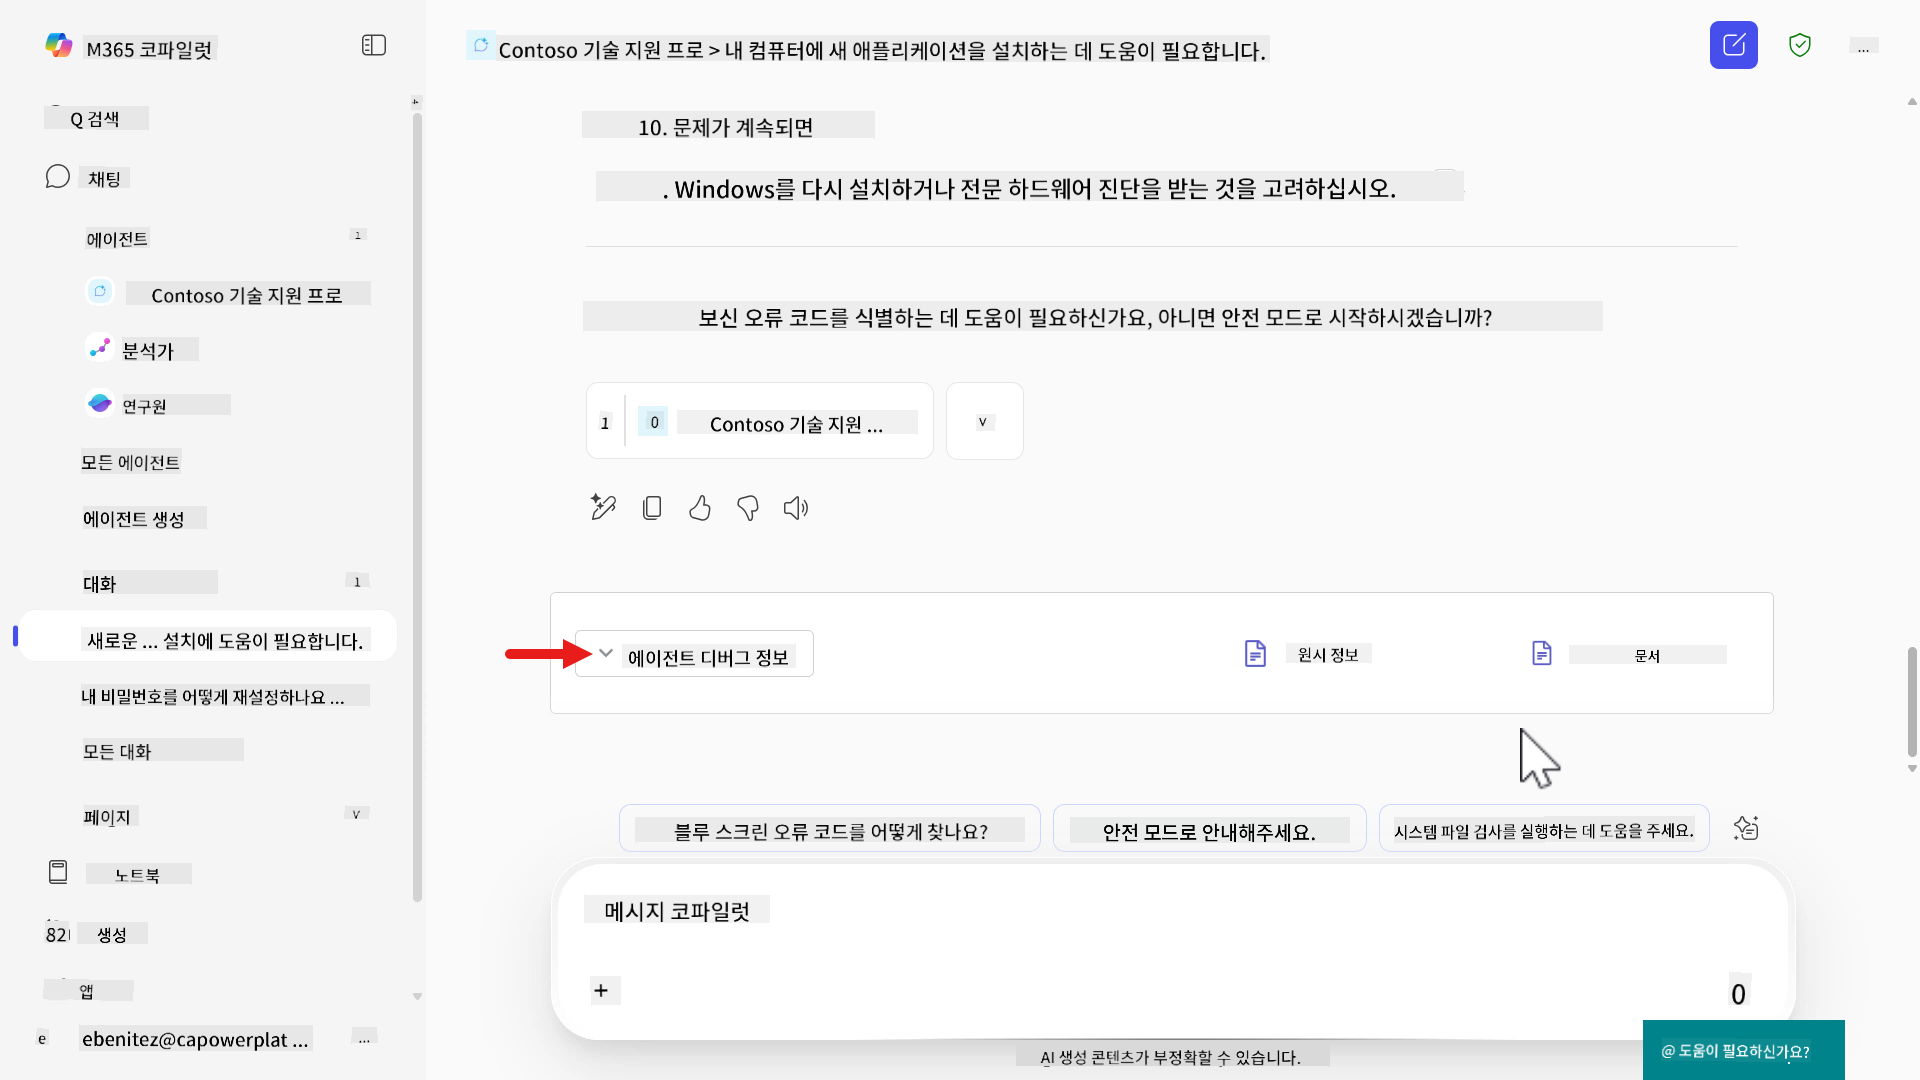 M365 코파일럿
Q 검색
채팅
에이전트
1
Contoso 기술 지원 프로
분석가
연구원
모든 에이전트
에이전트 생성
대화
1
새로운 ... 설치에 도움이 필요합니다.
내 비밀번호를 어떻게 재설정하나요 ...
모든 대화
페이지
v
노트북
82
생성
앱
e
ebenitez@capowerplat ...
...
Contoso 기술 지원 프로 > 내 컴퓨터에 새 애플리케이션을 설치하는 데 도움이 필요합니다.
...
10. 문제가 계속되면
. Windows를 다시 설치하거나 전문 하드웨어 진단을 받는 것을 고려하십시오.
보신 오류 코드를 식별하는 데 도움이 필요하신가요, 아니면 안전 모드로 시작하시겠습니까?
1
0
Contoso 기술 지원 ...
v
에이전트 디버그 정보
원시 정보
문서
블루 스크린 오류 코드를 어떻게 찾나요?
안전 모드로 안내해주세요.
시스템 파일 검사를 실행하는 데 도움을 주세요.
메시지 코파일럿
+
0
AI 생성 콘텐츠가 부정확할 수 있습니다.
@ 도움이 필요하신가요?